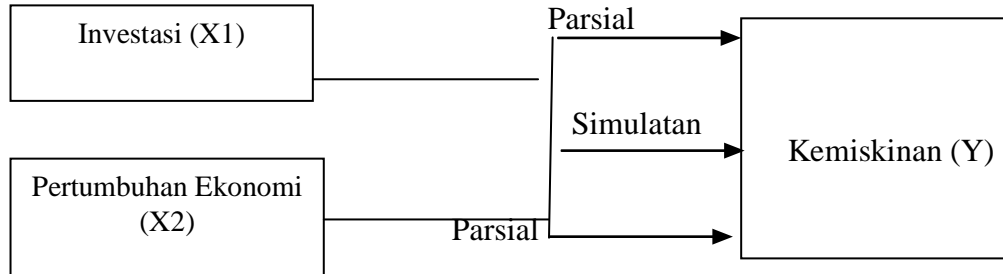 Investasi (X1)
Parsial
Simulatan
Kemiskinan (Y)
Pertumbuhan Ekonomi
(X2)
Parsial